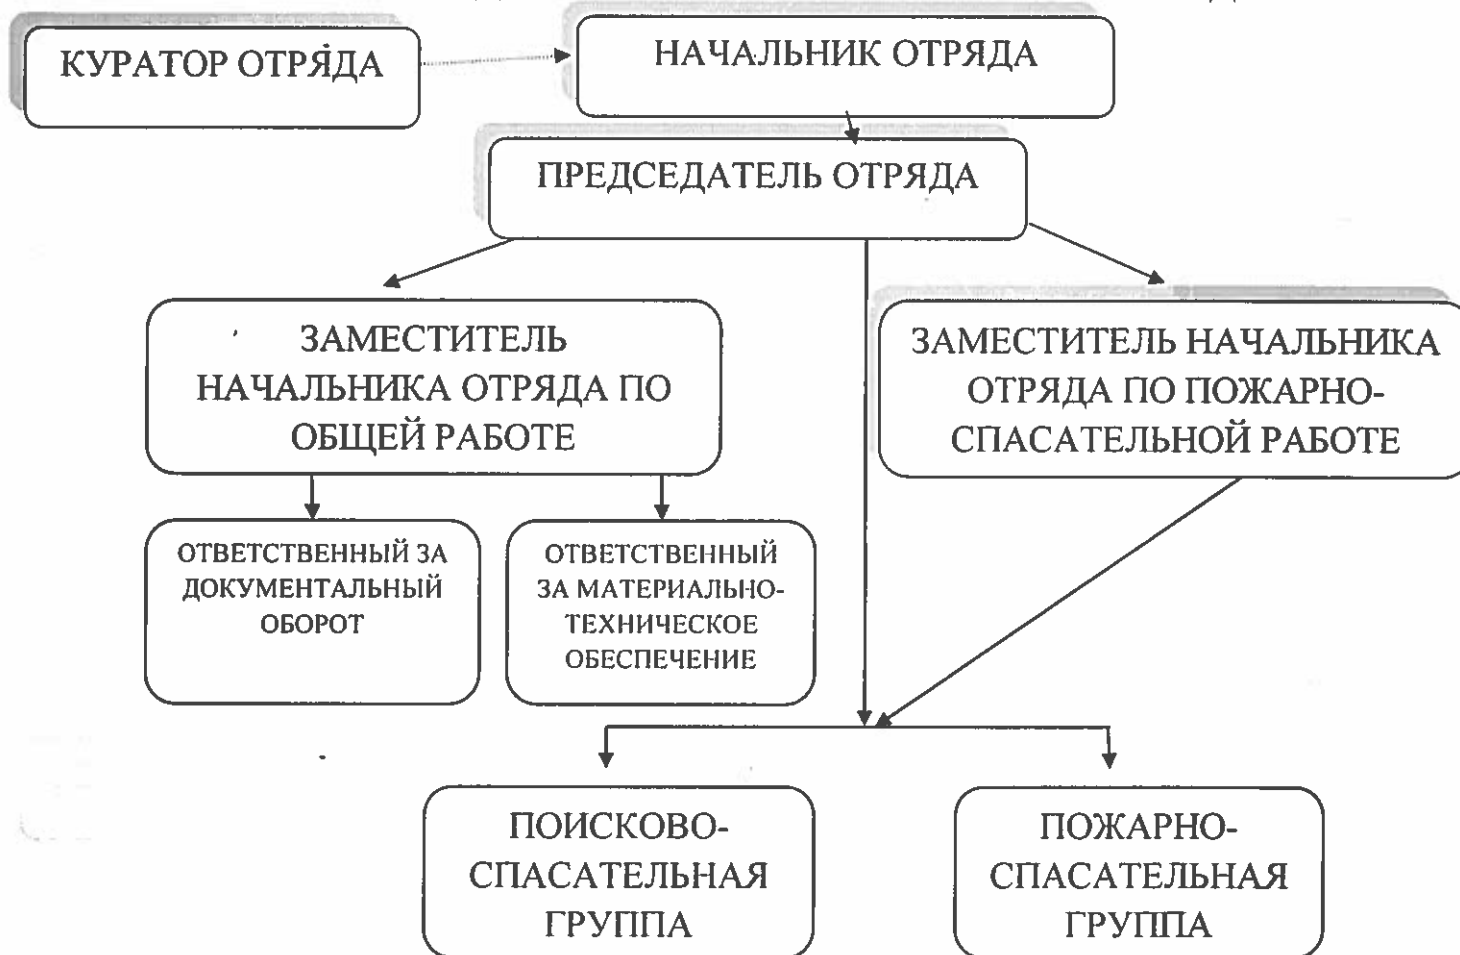 КУРАТОР ОТРЯДА
НАЧАЛЬНИК ОТРЯДА
ПРЕДСЕДАТЕЛЬ ОТРЯДА
ЗАМЕСТИТЕЛЬ
НАЧАЛЬНИКА ОТРЯДА ПО
ОБЩЕЙ РАБОТЕ
ЗАМЕСТИТЕЛЬ НАЧАЛЬНИКА
ОТРЯДА ПО ПОЖАРНО-
СПАСАТЕЛЬНОЙ РАБОТЕ
ОТВЕТСТВЕННЫЙ ЗА
ДОКУМЕНТАЛЬНЫЙ
ОБОРОТ
ОТВЕТСТВЕННЫЙ
ЗА МАТЕРИАЛЬНО-
ТЕХНИЧЕСКОЕ
ОБЕСПЕЧЕНИЕ
ПОИСКОВО-
СПАСАТЕЛЬНАЯ
ГРУППА
ПОЖАРНО-
СПАСАТЕЛЬНАЯ
ГРУППА